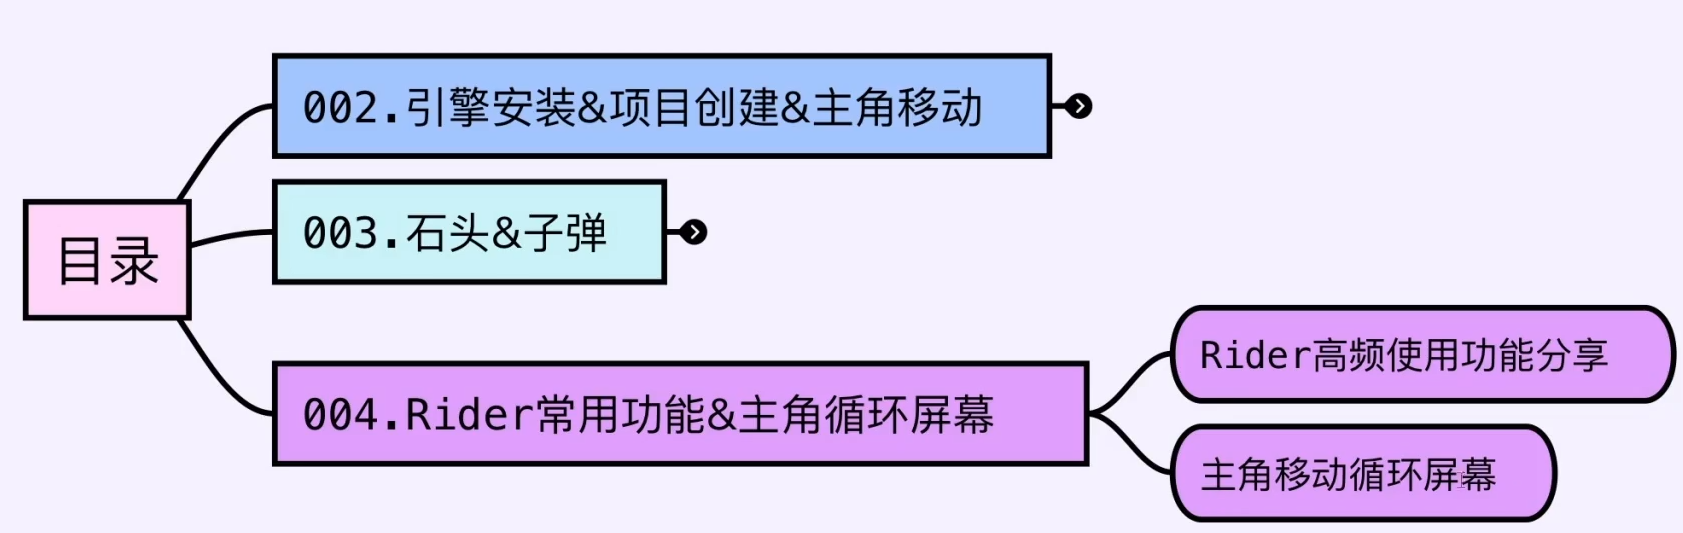 目录
002.引擎安装&项目创建&主角移动
003.石头&子弹
004.Rider常用功能&主角循环屏幕
Rider高频使用功能分享
主角移动循环屏幕